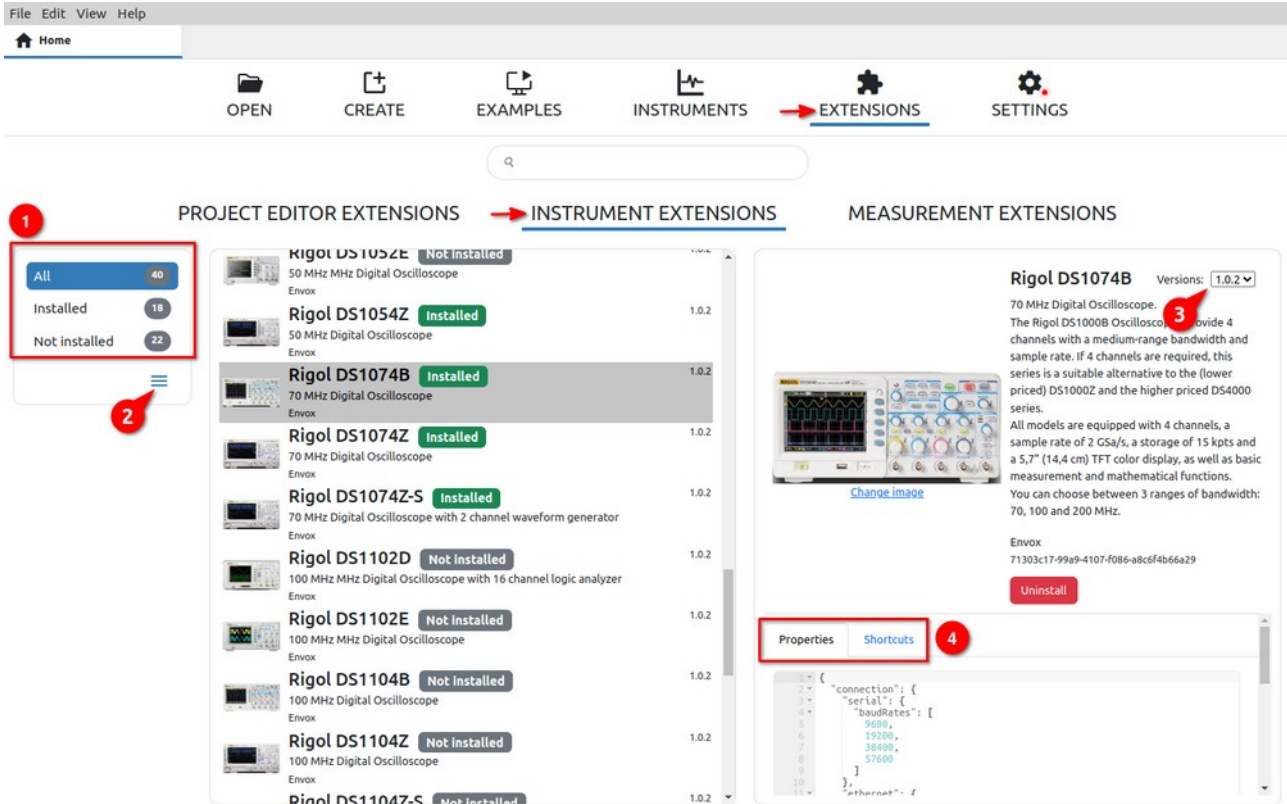 File Edit View Help
Home
OPEN
CREATE
EXAMPLES
INSTRUMENTS
EXTENSIONS
SETTINGS
PROJECT EDITOR EXTENSIONS
INSTRUMENT EXTENSIONS
MEASUREMENT EXTENSIONS
1
All 40
Installed 18
Not installed 22
2
Rigol DS1052E Not installed 1.0.2
50 MHz MHz Digital Oscilloscope
Envox
Rigol DS1054Z Installed 1.0.2
50 MHz Digital Oscilloscope
Envox
Rigol DS1074B Installed 1.0.2
70 MHz Digital Oscilloscope
Envox
Rigol DS1074Z Installed 1.0.2
70 MHz Digital Oscilloscope
Envox
Rigol DS1074Z-S Installed 1.0.2
70 MHz Digital Oscilloscope with 2 channel waveform generator
Envox
Rigol DS1102D Not installed 1.0.2
100 MHz MHz Digital Oscilloscope with 16 channel logic analyzer
Envox
Rigol DS1102E Not installed 1.0.2
100 MHz MHz Digital Oscilloscope
Envox
Rigol DS1104B Not installed 1.0.2
100 MHz Digital Oscilloscope
Envox
Rigol DS1104Z Not installed 1.0.2
100 MHz Digital Oscilloscope
Envox
Rigol DS1104Z-S Not installed 1.0.2
Change image
Rigol DS1074B Versions: 1.0.2
3
70 MHz Digital Oscilloscope.
The Rigol DS1000B provide 4
channels with a medium-range bandwidth and
sample rate. If 4 channels are required, this
series is a suitable alternative to the (lower
priced) DS1000Z and the higher priced DS4000
series.
All models are equipped with 4 channels, a
sample rate of 2 GSa/s, a storage of 15 kpts and
a 5,7" (14,4 cm) TFT color display, as well as basic
measurement and mathematical functions.
You can choose between 3 ranges of bandwidth:
70, 100 and 200 MHz.
Envox
71303c17-99a9-4107-f086-a8c6f4b66a29
Uninstall
Properties Shortcuts 4
1 {
2 "connection": {
3 "serial": {
4 "baudRates": [
5 9600,
6 19200,
7 38400,
8 57600
9 ]
10 },
11 "ethernet": {